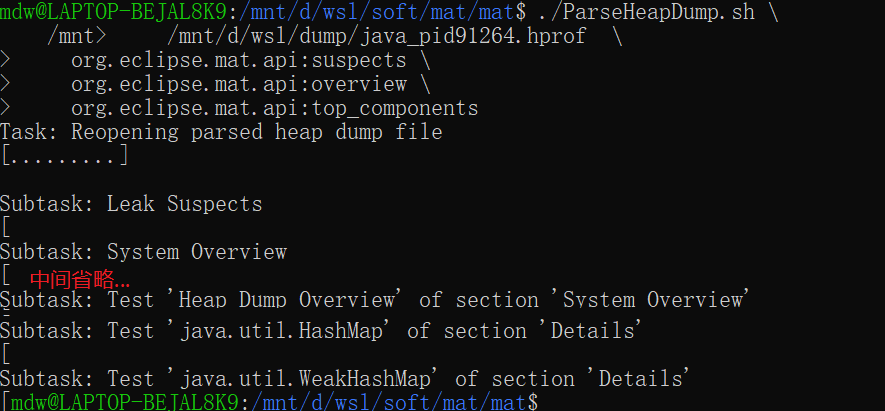 mdw@LAPTOP-BEJAL8K9:/mnt/d/wsl/soft/mat/mat$ ./ParseHeapDump.sh \
/mnt> /mnt/d/wsl/dump/java_pid91264.hprof \
> org.eclipse.mat.api:suspects \
> org.eclipse.mat.api:overview \
> org.eclipse.mat.api:top_components
Task: Reopening parsed heap dump file
[.........]
Subtask: Leak Suspects
[
Subtask: System Overview
[ 中间省略...
Subtask: Test 'Heap Dump Overview' of section 'System Overview'
Subtask: Test 'java.util.HashMap' of section 'Details'
[
Subtask: Test 'java.util.WeakHashMap' of section 'Details'
[mdw@LAPTOP-BEJAL8K9:/mnt/d/wsl/soft/mat/mat$